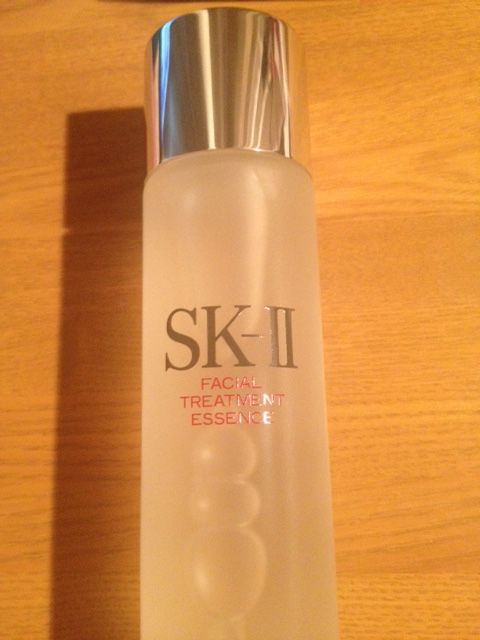 SK-II
FACIAL
TREATMENT
ESSENCE